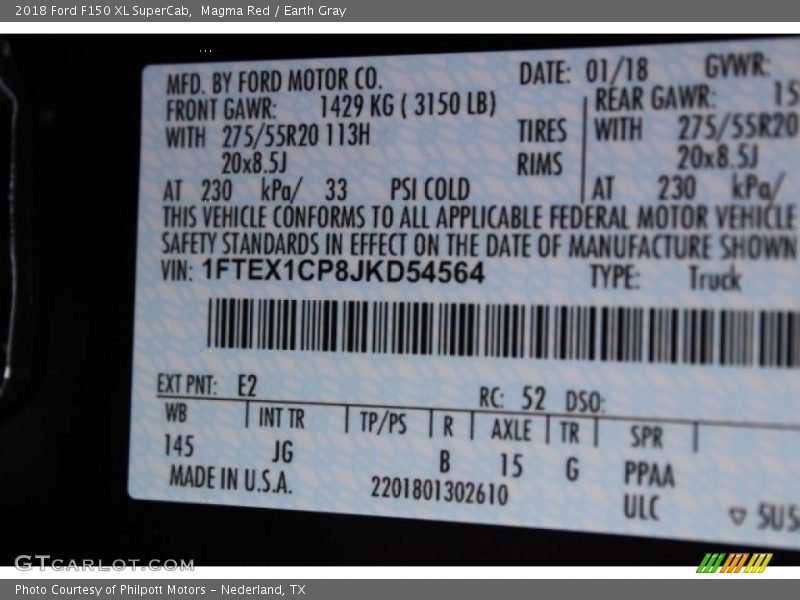 2018 Ford F150 XL SuperCab,  Magma Red / Earth Gray
MFD. BY FORD MOTOR CO. DATE: 01/18 GVWR:
FRONT GAWR: 1429 KG ( 3150 LB) REAR GAWR: 15
WITH 275/55R20 113H TIRES WITH 275/55R20
20x8.5J RIMS 20x8.5J
AT 230 kPa/ 33 PSI COLD AT 230 kPa/
THIS VEHICLE CONFORMS TO ALL APPLICABLE FEDERAL MOTOR VEHICLE
SAFETY STANDARDS IN EFFECT ON THE DATE OF MANUFACTURE SHOWN
VIN: 1FTEX1CP8JKD54564 TYPE: Truck
EXT PNT: E2 RC: 52 DSO:
WB INT TR TP/PS R AXLE TR SPR
145 JG B 15 G PPAA
MADE IN U.S.A. 2201801302610 ULC ▽ 5U5
GTCARLOT.COM
Photo Courtesy of Philpott Motors - Nederland, TX